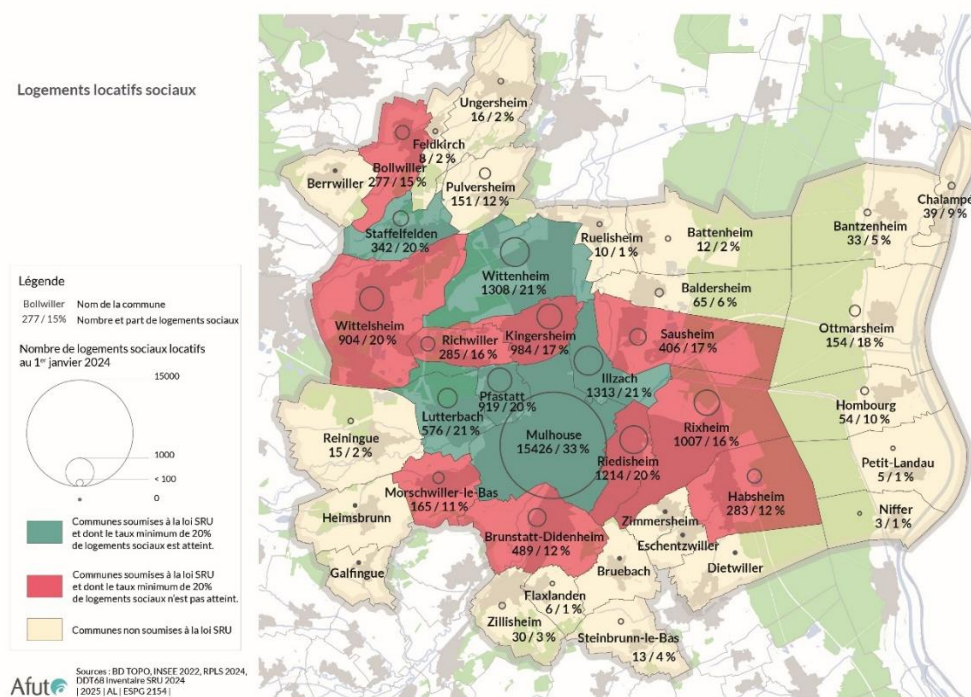 Logements locatifs sociaux
Ungersheim
16 / 2 %
Feldkirch
8 / 2 %
Bollwiller
277 / 15 %
Berrwiller
Pulversheim
151 / 12 %
Chalampé
39 / 9 %
Bantzenheim
33 / 5 %
Staffelfelden
342 / 20 %
Ruelisheim
10 / 1 %
Battenheim
12 / 2 %
Wittenheim
1308 / 21 %
Baldersheim
65 / 6 %
Ottmarsheim
154 / 18 %
Wittelsheim
904 / 20 %
Richwiller
285 / 16 %
Kingersheim
984 / 17 %
Sausheim
406 / 17 %
Illzach
1313 / 21 %
Pfastatt
919 / 20 %
Lutterbach
576 / 21 %
Hombourg
54 / 10 %
Rixheim
1007 / 16 %
Mulhouse
15426 / 33 %
Reiningue
15 / 2 %
Riedisheim
1214 / 20 %
Petit-Landau
5 / 1 %
Morschwiller-le-Bas
165 / 11 %
Habsheim
283 / 12 %
Niffer
3 / 1 %
Heimsbrunn
Brunstatt-Didenheim
489 / 12 %
Zimmersheim
Eschentzwiller
Galfingue
Bruebach
Dietwiller
Flaxlanden
6 / 1 %
Zillisheim
30 / 3 %
Steinbrunn-le-Bas
13 / 4 %
Légende
Bollwiller Nom de la commune
277 / 15% Nombre et part de logements sociaux
Nombre de logements sociaux locatifs
au 1er janvier 2024
15000
1000
< 100
0
Communes soumises à la loi SRU
et dont le taux minimum de 20%
de logements sociaux est atteint.
Communes soumises à la loi SRU
et dont le taux minimum de 20%
de logements sociaux n'est pas atteint.
Communes non soumises à la loi SRU
Afut
Sources : BD TOPO, INSEE 2022, RPLS 2024,
DDT68 Inventaire SRU 2024
| 2025 | AL | ESPG 2154 |